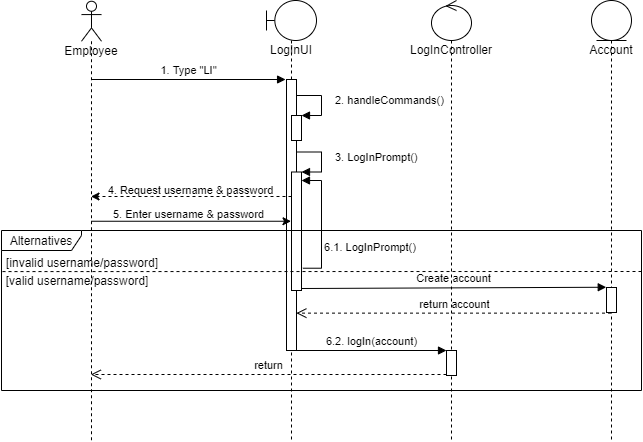 Employee
LogInUI
LogInController
Account
1. Type "LI"
2. handleCommands()
3. LogInPrompt()
4. Request username & password
5. Enter username & password
Alternatives
6.1. LogInPrompt()
[invalid username/password]
[valid username/password]
Create account
return account
6.2. logIn(account)
return